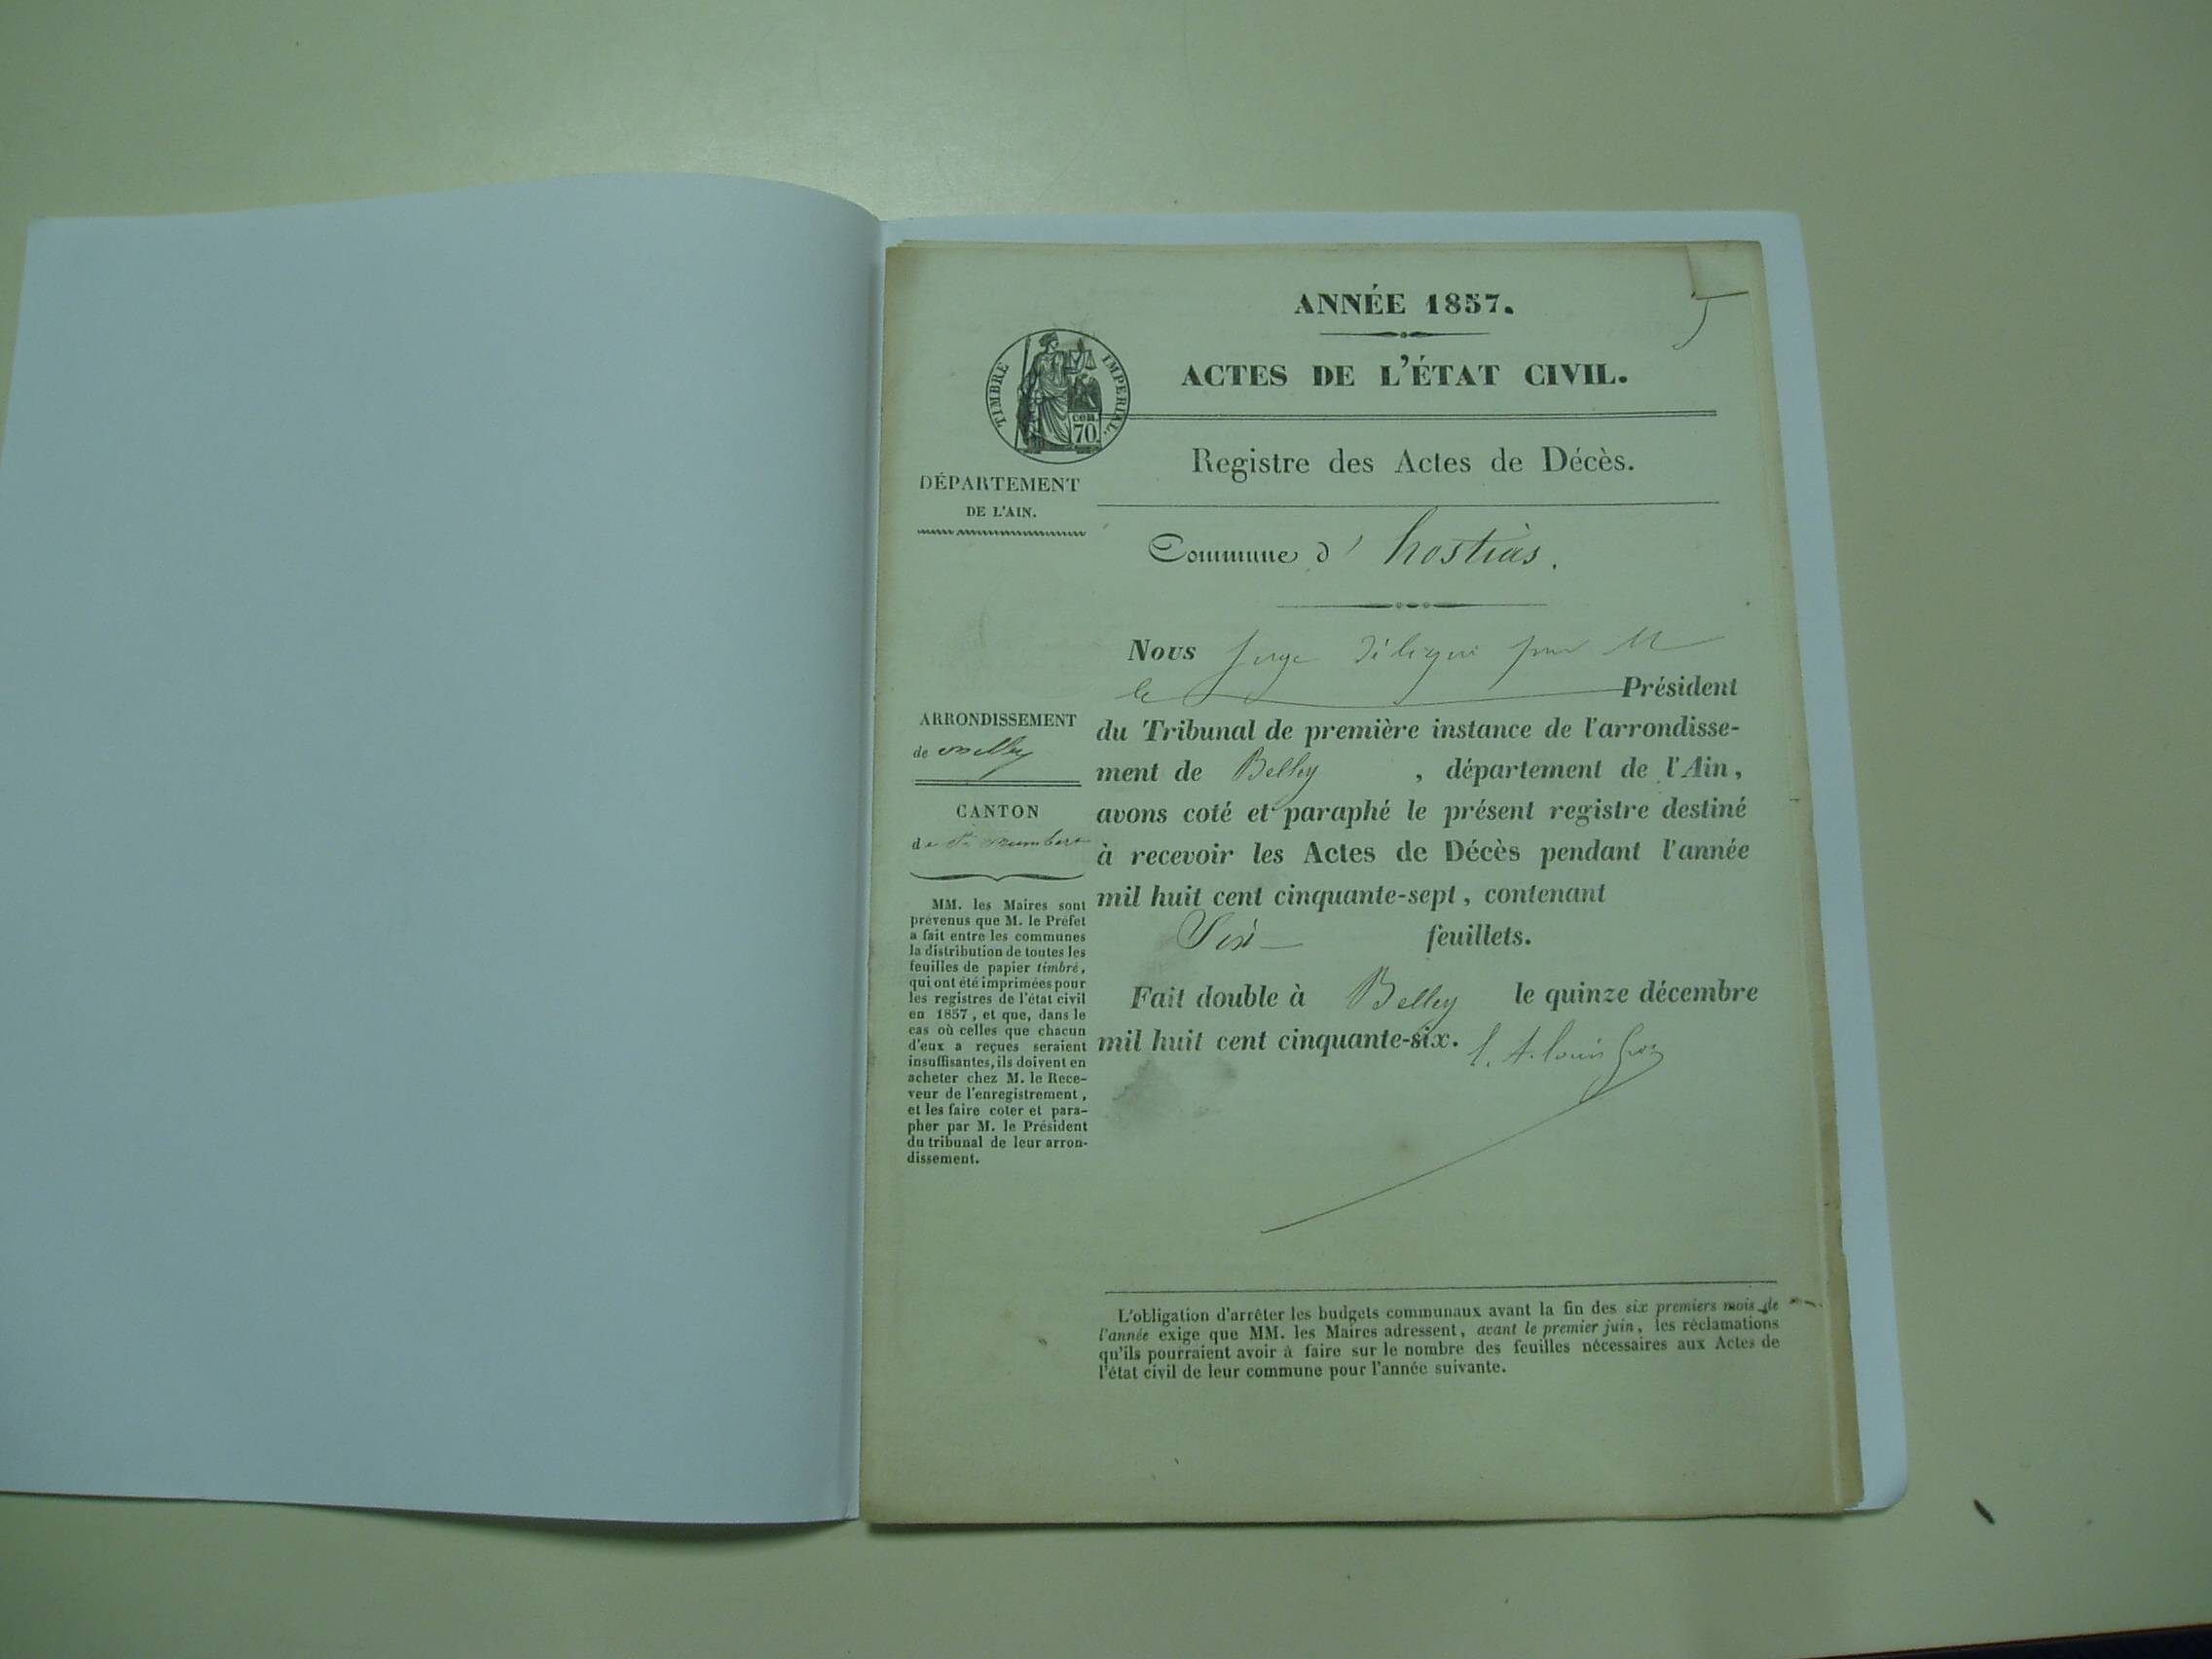 ANNÉE 1857.
ACTES DE L'ÉTAT CIVIL.
TIMBRE IMPERIAL.
cen.
70.
Registre des Actes de Décès.
DÉPARTEMENT
DE L'AIN.
Commune d' hostias.
Nous juge délégué pour M
le Président
du Tribunal de première instance de l'arrondisse-
ment de Belley , département de l'Ain,
avons coté et paraphé le présent registre destiné
à recevoir les Actes de Décès pendant l'année
mil huit cent cinquante-sept, contenant
Six feuillets.
Fait double à Belley le quinze décembre
mil huit cent cinquante-six.
ARRONDISSEMENT
de Belley
CANTON
de
MM. les Maires sont
prévenus que M. le Préfet
a fait entre les communes
la distribution de toutes les
feuilles de papier timbré,
qui ont été imprimées pour
les registres de l'état civil
en 1857, et que, dans le
cas où celles que chacun
d'eux a reçues seraient
insuffisantes, ils doivent en
acheter chez M. le Rece-
veur de l'enregistrement,
et les faire coter et para-
pher par M. le Président
du tribunal de leur arron-
dissement.
L'obligation d'arrêter les budgets communaux avant la fin des six premiers mois de
l'année exige que MM. les Maires adressent, avant le premier juin, les réclamations
qu'ils pourraient avoir à faire sur le nombre des feuilles nécessaires aux Actes de
l'état civil de leur commune pour l'année suivante.